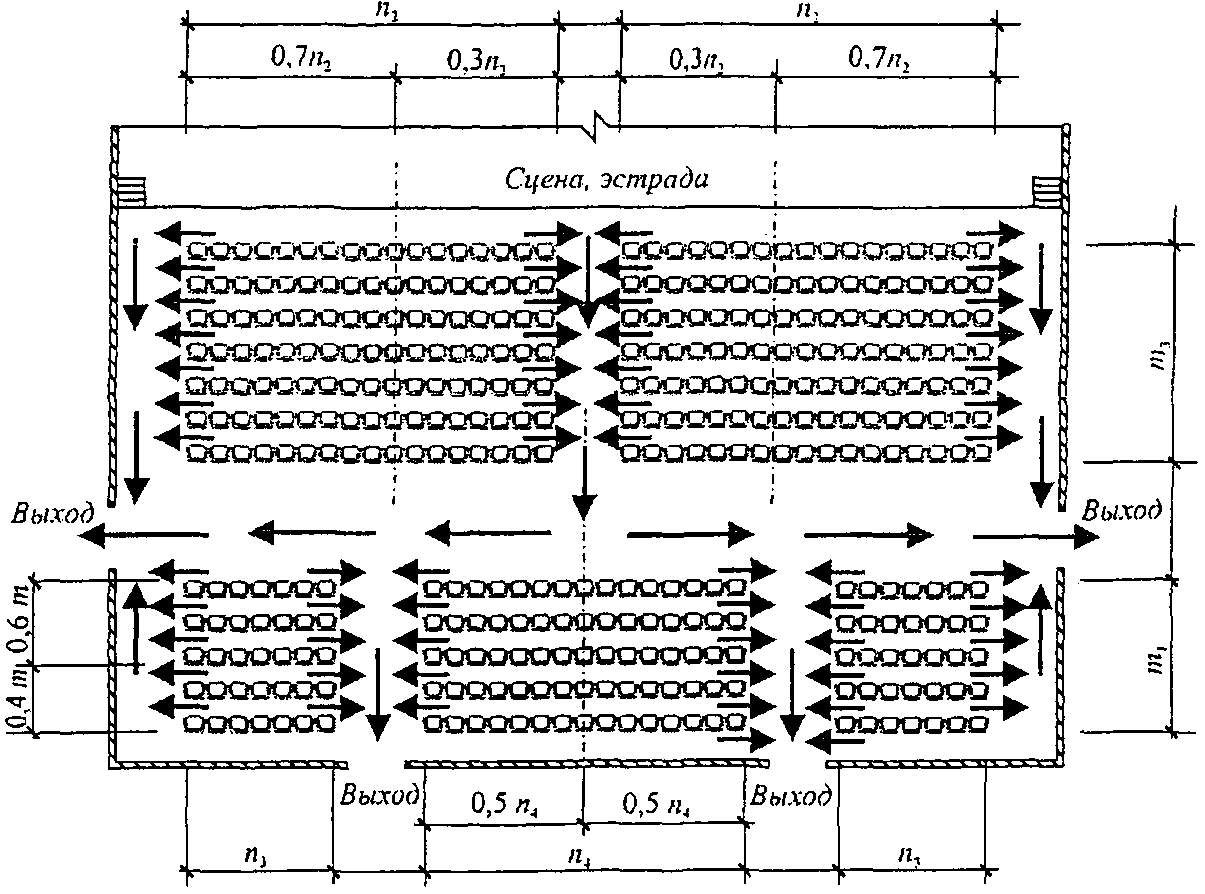 n₂ n₂
0,7n₂ 0,3n₂ 0,3n₂ 0,7n₂
Сцена, эстрада
m₃
Выход Выход
0,6 m
0,4 m₁
m₁
Выход 0,5 n₄ 0,5 n₄ Выход
n₃ n₄ n₃